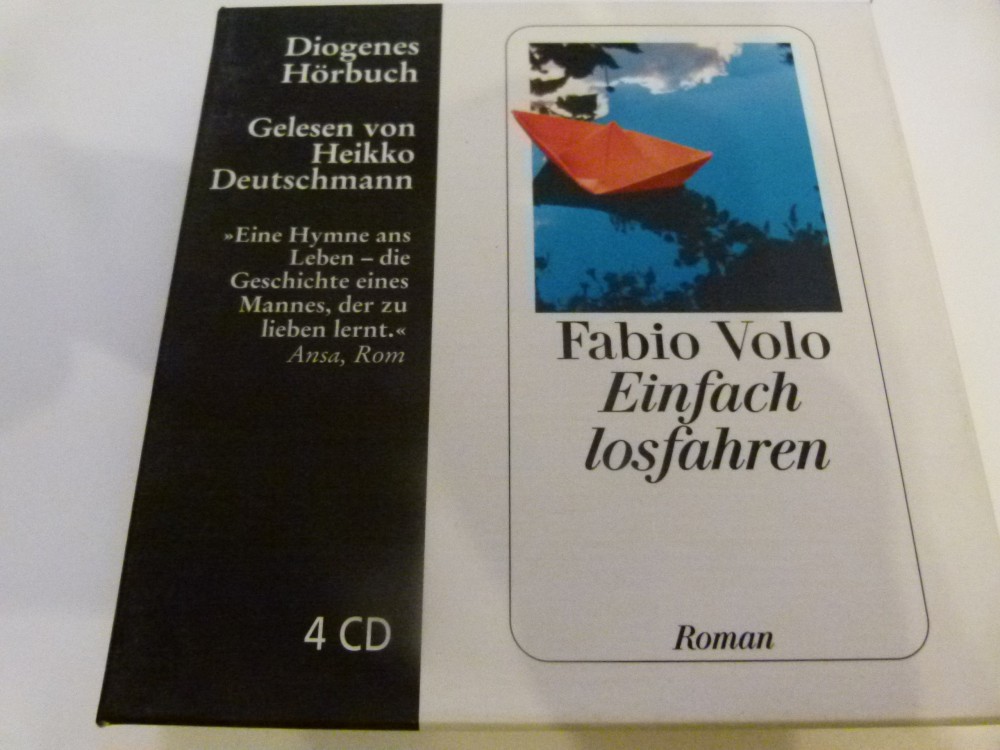 Diogenes
Hörbuch
Gelesen von
Heikko
Deutschmann
»Eine Hymne ans
Leben – die
Geschichte eines
Mannes, der zu
lieben lernt.«
Ansa, Rom
4 CD
Fabio Volo
Einfach
losfahren
Roman